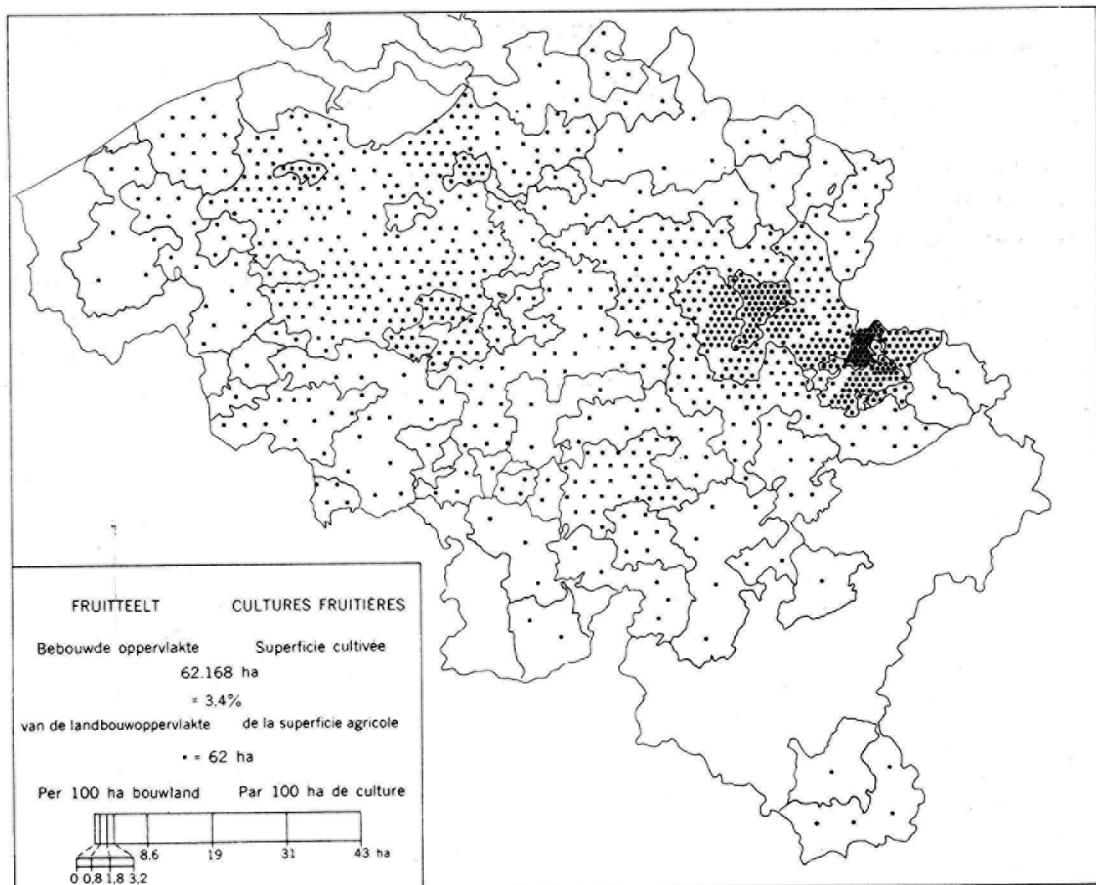 FRUITTEELT CULTURES FRUITIÈRES
Bebouwde oppervlakte Superficie cultivée
62.168 ha
= 3,4%
van de landbouwoppervlakte de la superficie agricole
▪ = 62 ha
Per 100 ha bouwland Par 100 ha de culture
8,6 19 31 43 ha
0 0,8 1,8 3,2